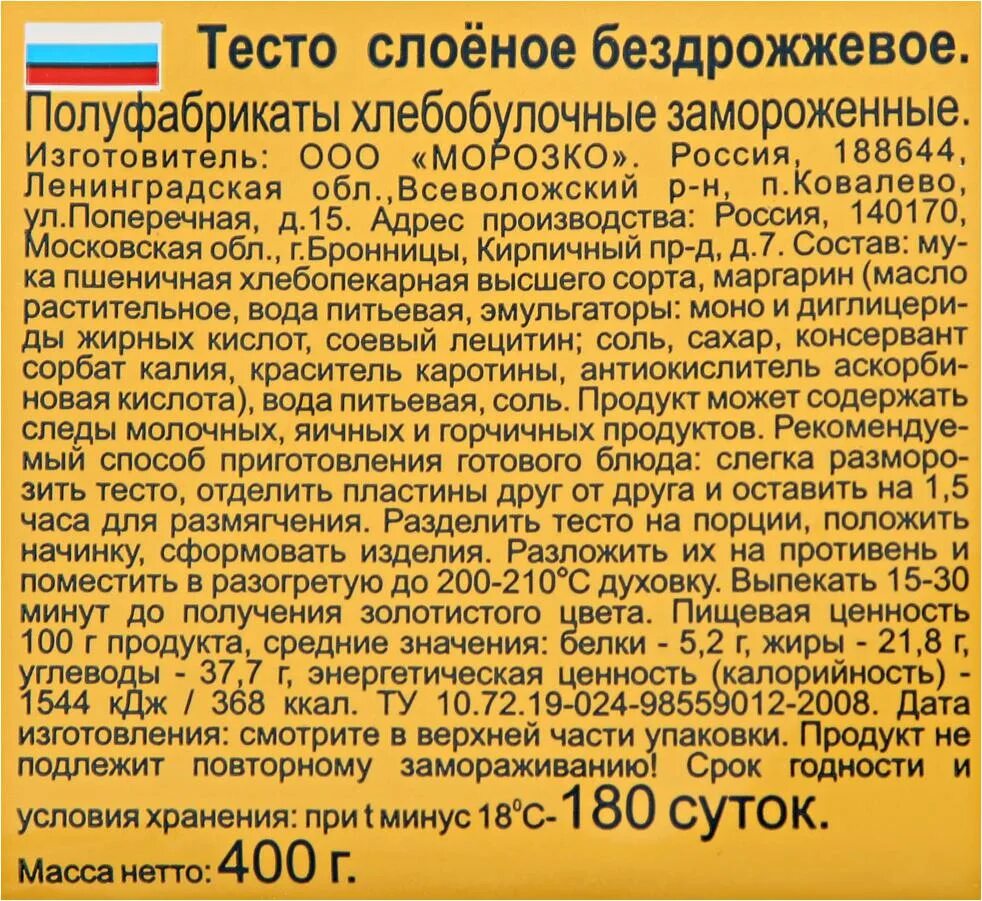 Тесто слоёное бездрожжевое.
Полуфабрикаты хлебобулочные замороженные.
Изготовитель: ООО «МОРОЗКО». Россия, 188644,
Ленинградская обл.,Всеволожский р-н, п.Ковалево,
ул.Поперечная, д.15. Адрес производства: Россия, 140170,
Московская обл., г.Бронницы, Кирпичный пр-д, д.7. Состав: му-
ка пшеничная хлебопекарная высшего сорта, маргарин (масло
растительное, вода питьевая, эмульгаторы: моно и диглицери-
ды жирных кислот, соевый лецитин; соль, сахар, консервант
сорбат калия, краситель каротины, антиокислитель аскорби-
новая кислота), вода питьевая, соль. Продукт может содержать
следы молочных, яичных и горчичных продуктов. Рекомендуе-
мый способ приготовления готового блюда: слегка разморо-
зить тесто, отделить пластины друг от друга и оставить на 1,5
часа для размягчения. Разделить тесто на порции, положить
начинку, сформовать изделия. Разложить их на противень и
поместить в разогретую до 200-210°С духовку. Выпекать 15-30
минут до получения золотистого цвета. Пищевая ценность
100 г продукта, средние значения: белки - 5,2 г, жиры - 21,8 г,
углеводы - 37,7 г, энергетическая ценность (калорийность) -
1544 кДж / 368 ккал. ТУ 10.72.19-024-98559012-2008. Дата
изготовления: смотрите в верхней части упаковки. Продукт не
подлежит повторному замораживанию! Срок годности и
условия хранения: при t минус 18°С- 180 суток.
Масса нетто: 400 г.